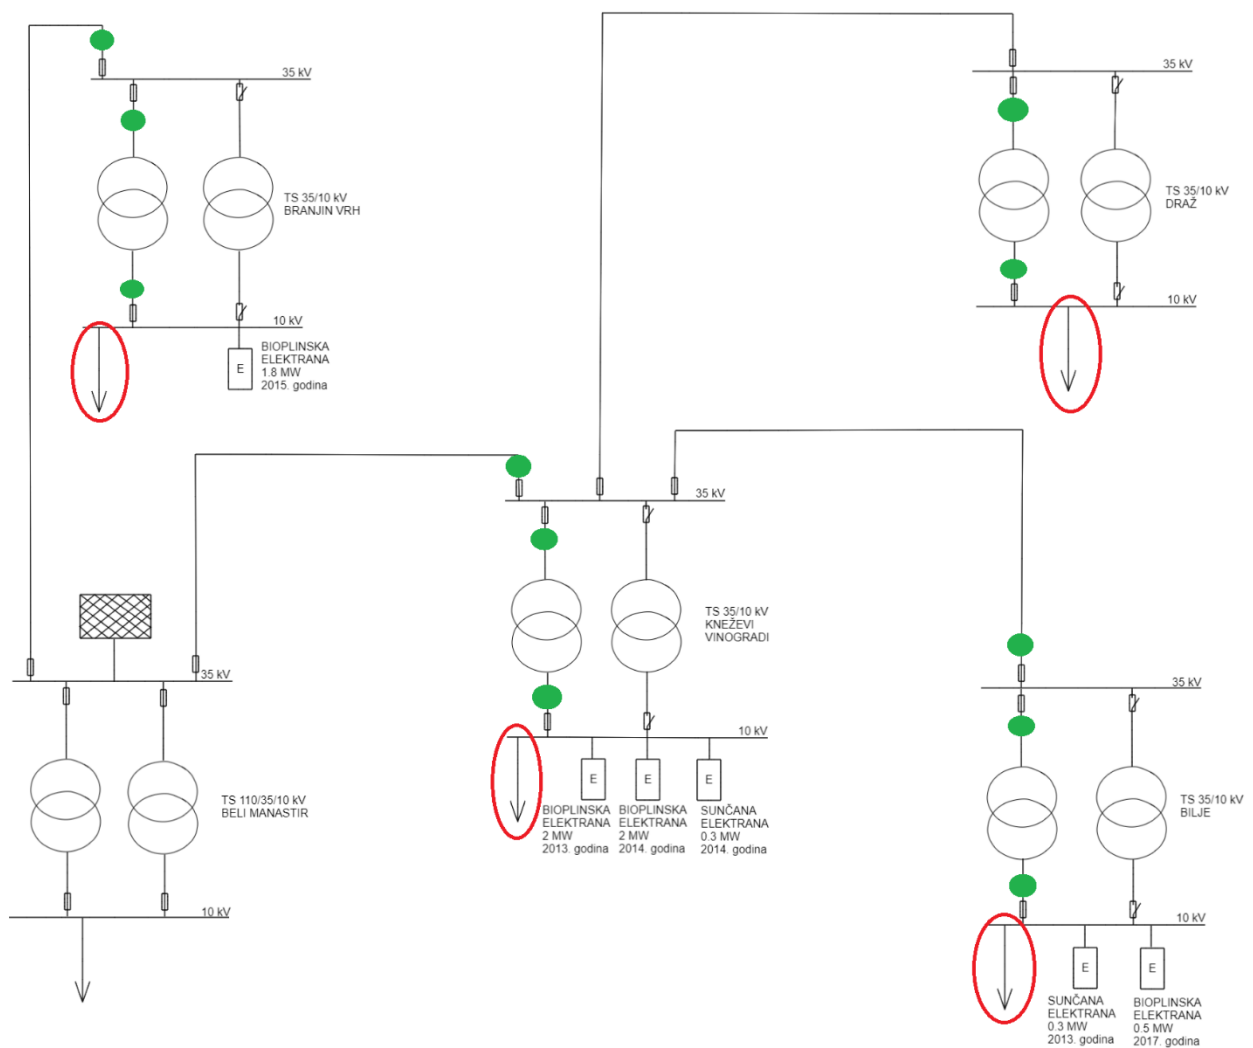 35 kV
TS 35/10 kV
BRANJIN VRH
10 kV
BIOPLINSKA
ELEKTRANA
1.8 MW
2015. godina
E
35 kV
TS 35/10 kV
DRAŽ
10 kV
35 kV
TS 35/10 kV
KNEŽEVI
VINOGRADI
10 kV
E
E
E
BIOPLINSKA
ELEKTRANA
2 MW
2013. godina
BIOPLINSKA
ELEKTRANA
2 MW
2014. godina
SUNČANA
ELEKTRANA
0.3 MW
2014. godina
35 kV
TS 110/35/10 kV
BELI MANASTIR
10 kV
35 kV
TS 35/10 kV
BILJE
10 kV
E
E
SUNČANA
ELEKTRANA
0.3 MW
2013. godina
BIOPLINSKA
ELEKTRANA
0.5 MW
2017. godina